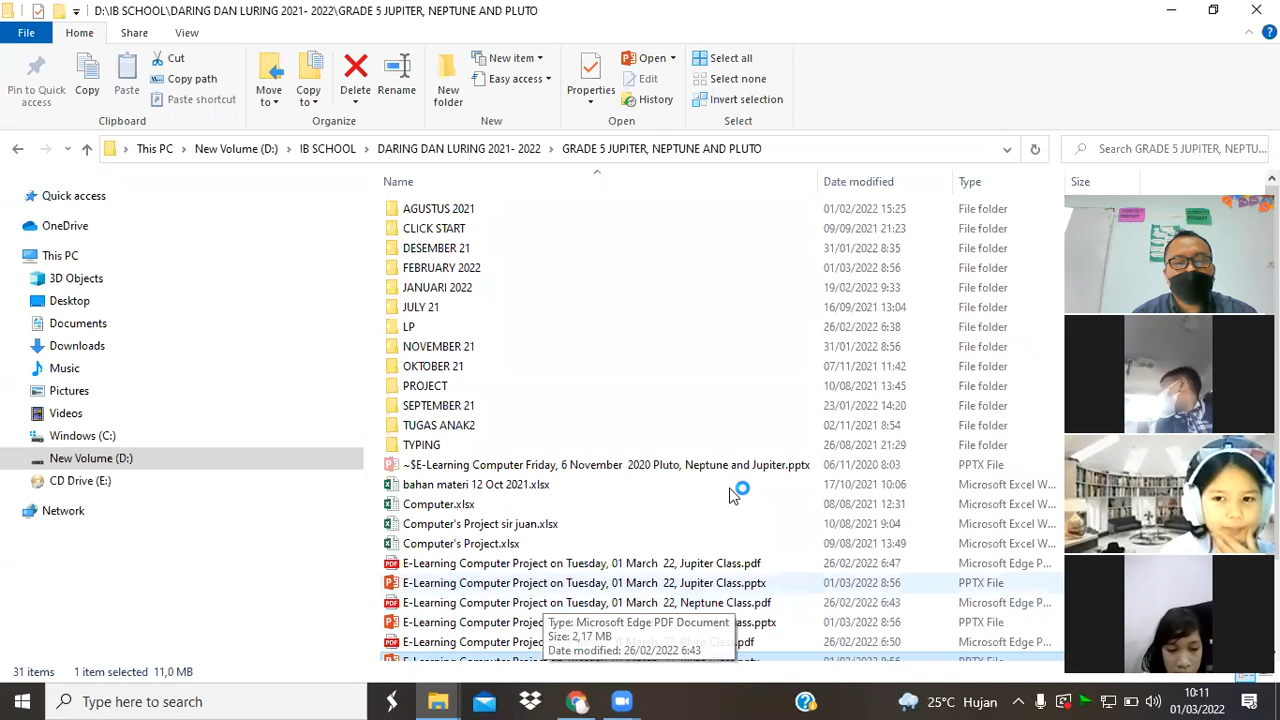 D:\IB SCHOOL\DARING DAN LURING 2021- 2022\GRADE 5 JUPITER, NEPTUNE AND PLUTO
File Home Share View
Pin to Quick access
Copy
Paste
Cut
Copy path
Paste shortcut
Move to
Copy to
Delete
Rename
New folder
New item
Easy access
Properties
Open
Edit
History
Select all
Select none
Invert selection
Clipboard Organize New Open Select
This PC New Volume (D:) IB SCHOOL DARING DAN LURING 2021- 2022 GRADE 5 JUPITER, NEPTUNE AND PLUTO Search GRADE 5 JUPITER, NEPTU...
Quick access
OneDrive
This PC
3D Objects
Desktop
Documents
Downloads
Music
Pictures
Videos
Windows (C:)
New Volume (D:)
CD Drive (E:)
Network
Name Date modified Type Size
AGUSTUS 2021 01/02/2022 15:25 File folder
CLICK START 09/09/2021 21:23 File folder
DESEMBER 21 31/01/2022 8:35 File folder
FEBRUARY 2022 01/03/2022 8:56 File folder
JANUARI 2022 19/02/2022 9:33 File folder
JULY 21 16/09/2021 13:04 File folder
LP 26/02/2022 6:38 File folder
NOVEMBER 21 31/01/2022 8:56 File folder
OKTOBER 21 07/11/2021 11:42 File folder
PROJECT 10/08/2021 13:45 File folder
SEPTEMBER 21 23/01/2022 14:20 File folder
TUGAS ANAK2 02/11/2021 8:54 File folder
TYPING 26/08/2021 21:29 File folder
~$E-Learning Computer Friday, 6 November 2020 Pluto, Neptune and Jupiter.pptx 06/11/2020 8:03 PPTX File
bahan materi 12 Oct 2021.xlsx 17/10/2021 10:06 Microsoft Excel W...
Computer.xlsx 08/08/2021 12:31 Microsoft Excel W...
Computer's Project sir juan.xlsx 10/08/2021 9:04 Microsoft Excel W...
Computer's Project.xlsx 09/08/2021 13:49 Microsoft Excel W...
E-Learning Computer Project on Tuesday, 01 March 22, Jupiter Class.pdf 26/02/2022 6:47 Microsoft Edge P...
E-Learning Computer Project on Tuesday, 01 March 22, Jupiter Class.pptx 01/03/2022 8:56 PPTX File
E-Learning Computer Project on Tuesday, 01 March 22, Neptune Class.pdf 26/02/2022 6:43 Microsoft Edge P...
E-Learning Computer Proje ass.pptx 01/03/2022 8:56 PPTX File
E-Learning Computer Proje 26/02/2022 6:50 Microsoft Edge P...
Type: Microsoft Edge PDF Document
Size: 2,17 MB
Date modified: 26/02/2022 6:43
31 items 1 item selected 11,0 MB
Type here to search
25°C Hujan
10:11
01/03/2022